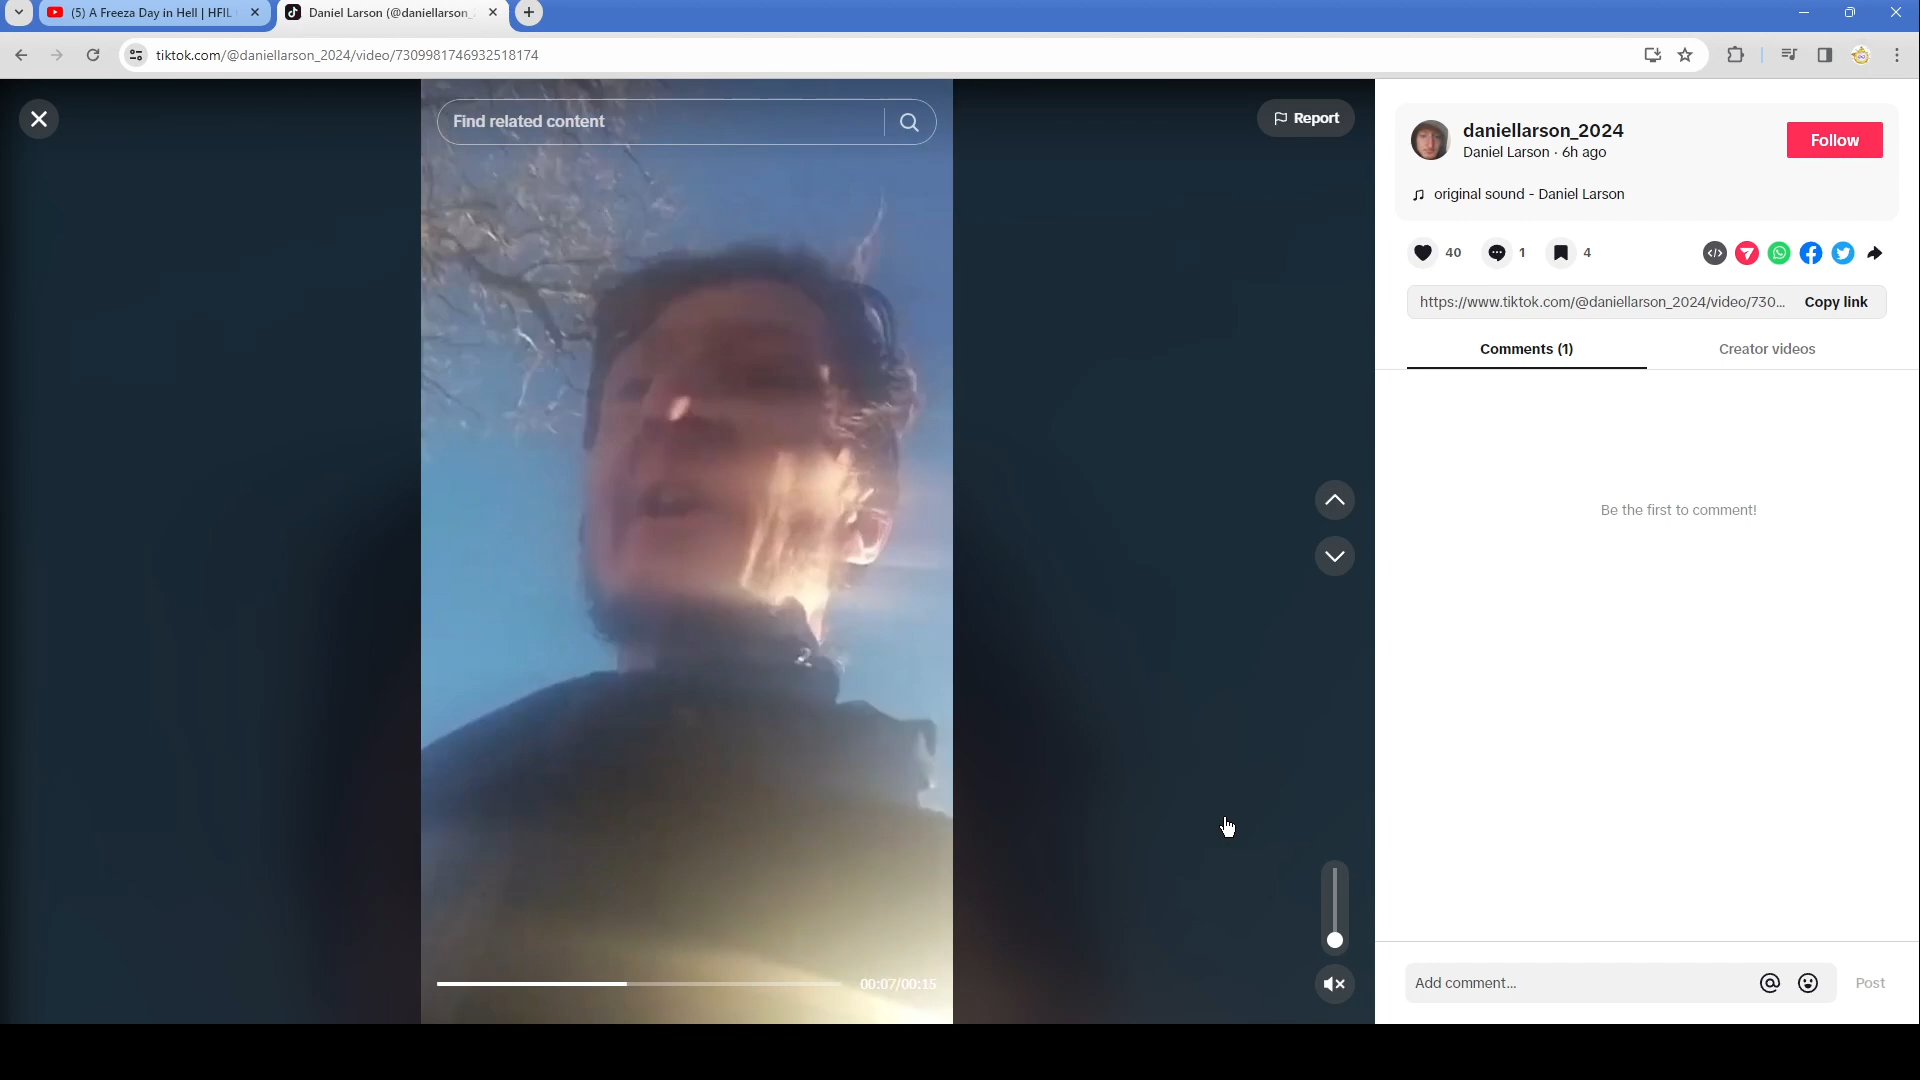 (5) A Freeza Day in Hell | HFIL
Daniel Larson (@daniellarson_
tiktok.com/@daniellarson_2024/video/7309981746932518174
Find related content
Report
daniellarson_2024
Daniel Larson · 6h ago
Follow
original sound - Daniel Larson
40
1
4
https://www.tiktok.com/@daniellarson_2024/video/730...
Copy link
Comments (1)
Creator videos
Be the first to comment!
00:07/00:15
Add comment...
Post